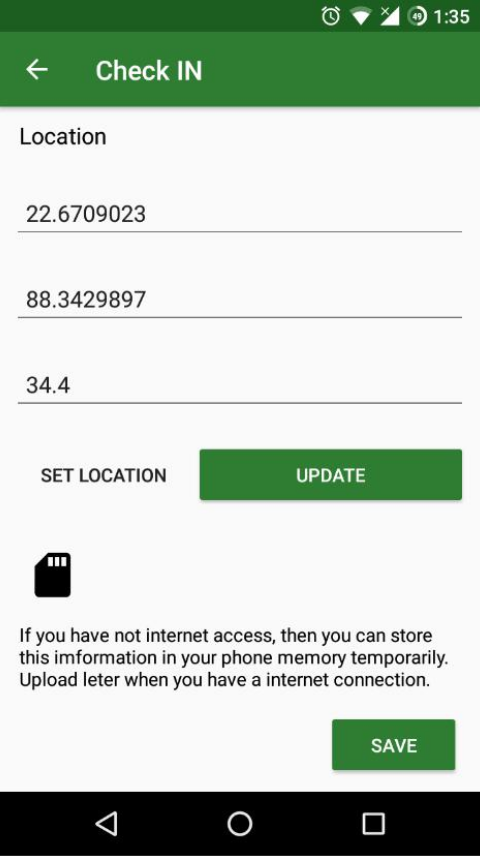 49 1:35
Check IN
Location
22.6709023
88.3429897
34.4
SET LOCATION UPDATE
If you have not internet access, then you can store
this imformation in your phone memory temporarily.
Upload leter when you have a internet connection.
SAVE